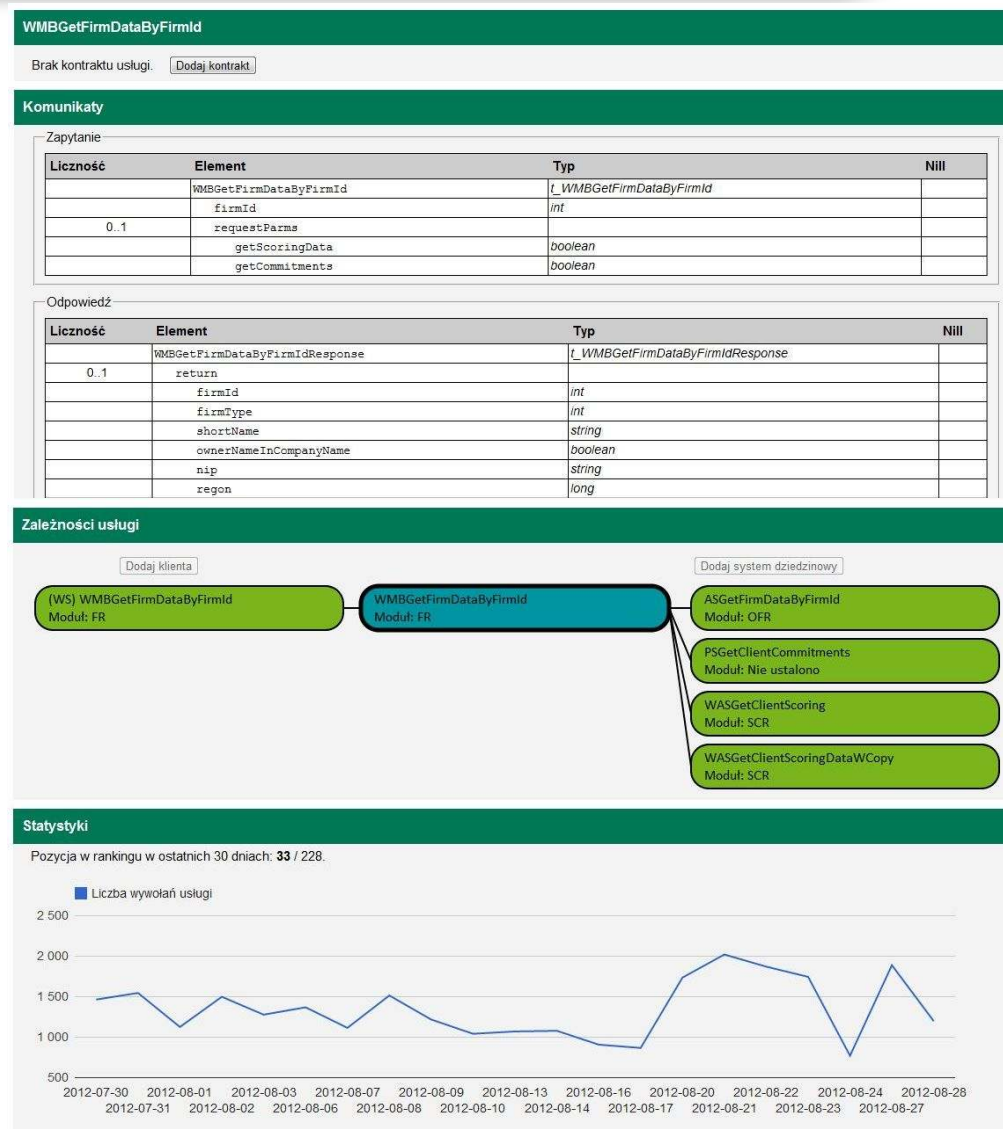 WMBGetFirmDataByFirmId
Brak kontraktu usługi. Dodaj kontrakt
Komunikaty
Zapytanie
Liczność Element Typ Nill
WMBGetFirmDataByFirmId t_WMBGetFirmDataByFirmId
firmId int
0..1 requestParms
getScoringData boolean
getCommitments boolean
Odpowiedź
Liczność Element Typ Nill
WMBGetFirmDataByFirmIdResponse t_WMBGetFirmDataByFirmIdResponse
0..1 return
firmId int
firmType int
shortName string
ownerNameInCompanyName boolean
nip string
regon long
Zależności usługi
Dodaj klienta Dodaj system dziedzinowy
(WS) WMBGetFirmDataByFirmId WMBGetFirmDataByFirmId ASGetFirmDataByFirmId
Moduł: FR Moduł: FR Moduł: OFR
PSGetClientCommitments
Moduł: Nie ustalono
WASGetClientScoring
Moduł: SCR
WASGetClientScoringDataWCopy
Moduł: SCR
Statystyki
Pozycja w rankingu w ostatnich 30 dniach: 33 / 228.
Liczba wywołań usługi
2 500
2 000
1 500
1 000
500
2012-07-30 2012-08-01 2012-08-03 2012-08-07 2012-08-09 2012-08-13 2012-08-16 2012-08-20 2012-08-22 2012-08-24 2012-08-28
2012-07-31 2012-08-02 2012-08-06 2012-08-08 2012-08-10 2012-08-14 2012-08-17 2012-08-21 2012-08-23 2012-08-27